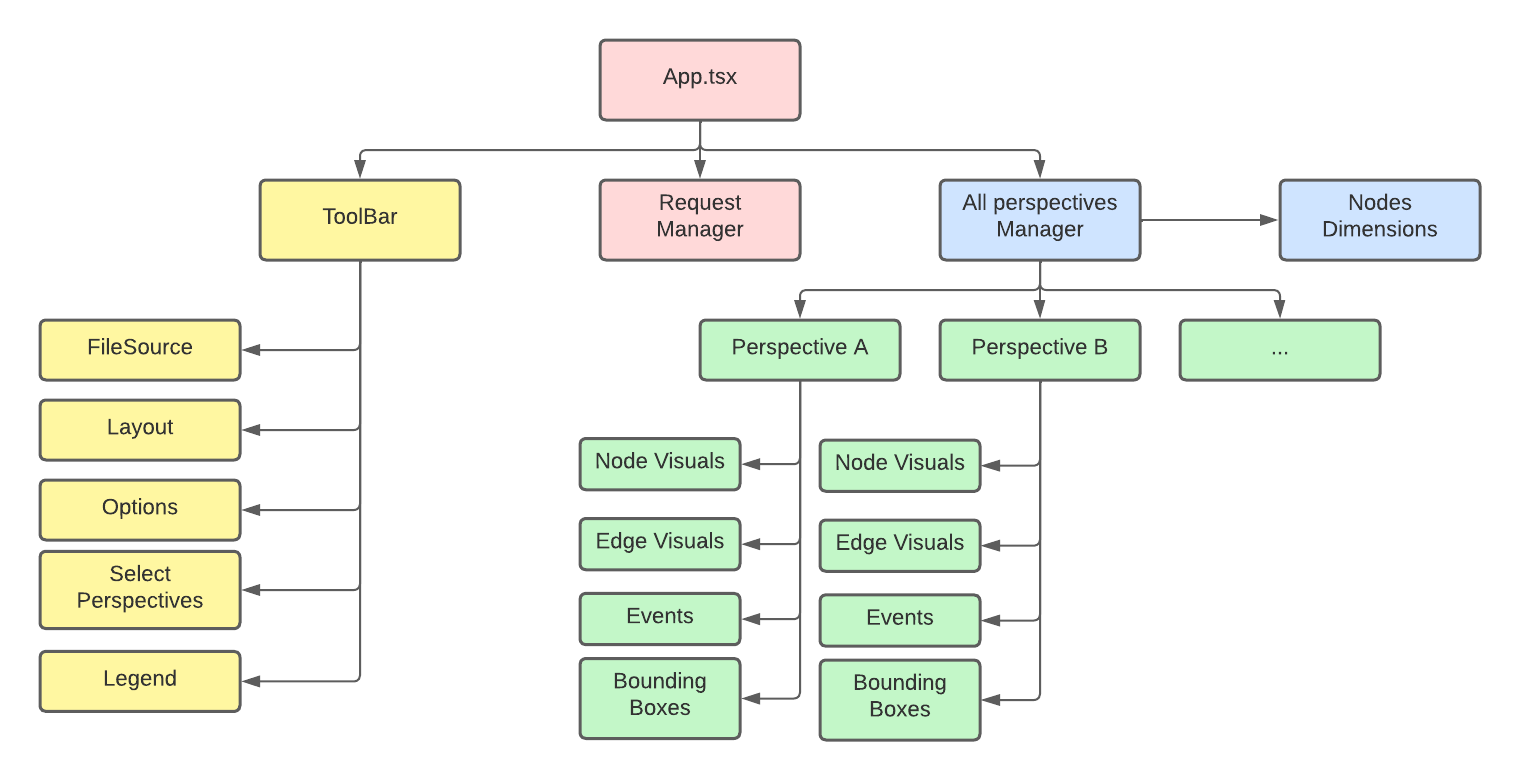 App.tsx
ToolBar
Request
Manager
All perspectives
Manager
Nodes
Dimensions
FileSource
Layout
Options
Select
Perspectives
Legend
Perspective A
Perspective B
...
Node Visuals
Edge Visuals
Events
Bounding
Boxes
Node Visuals
Edge Visuals
Events
Bounding
Boxes